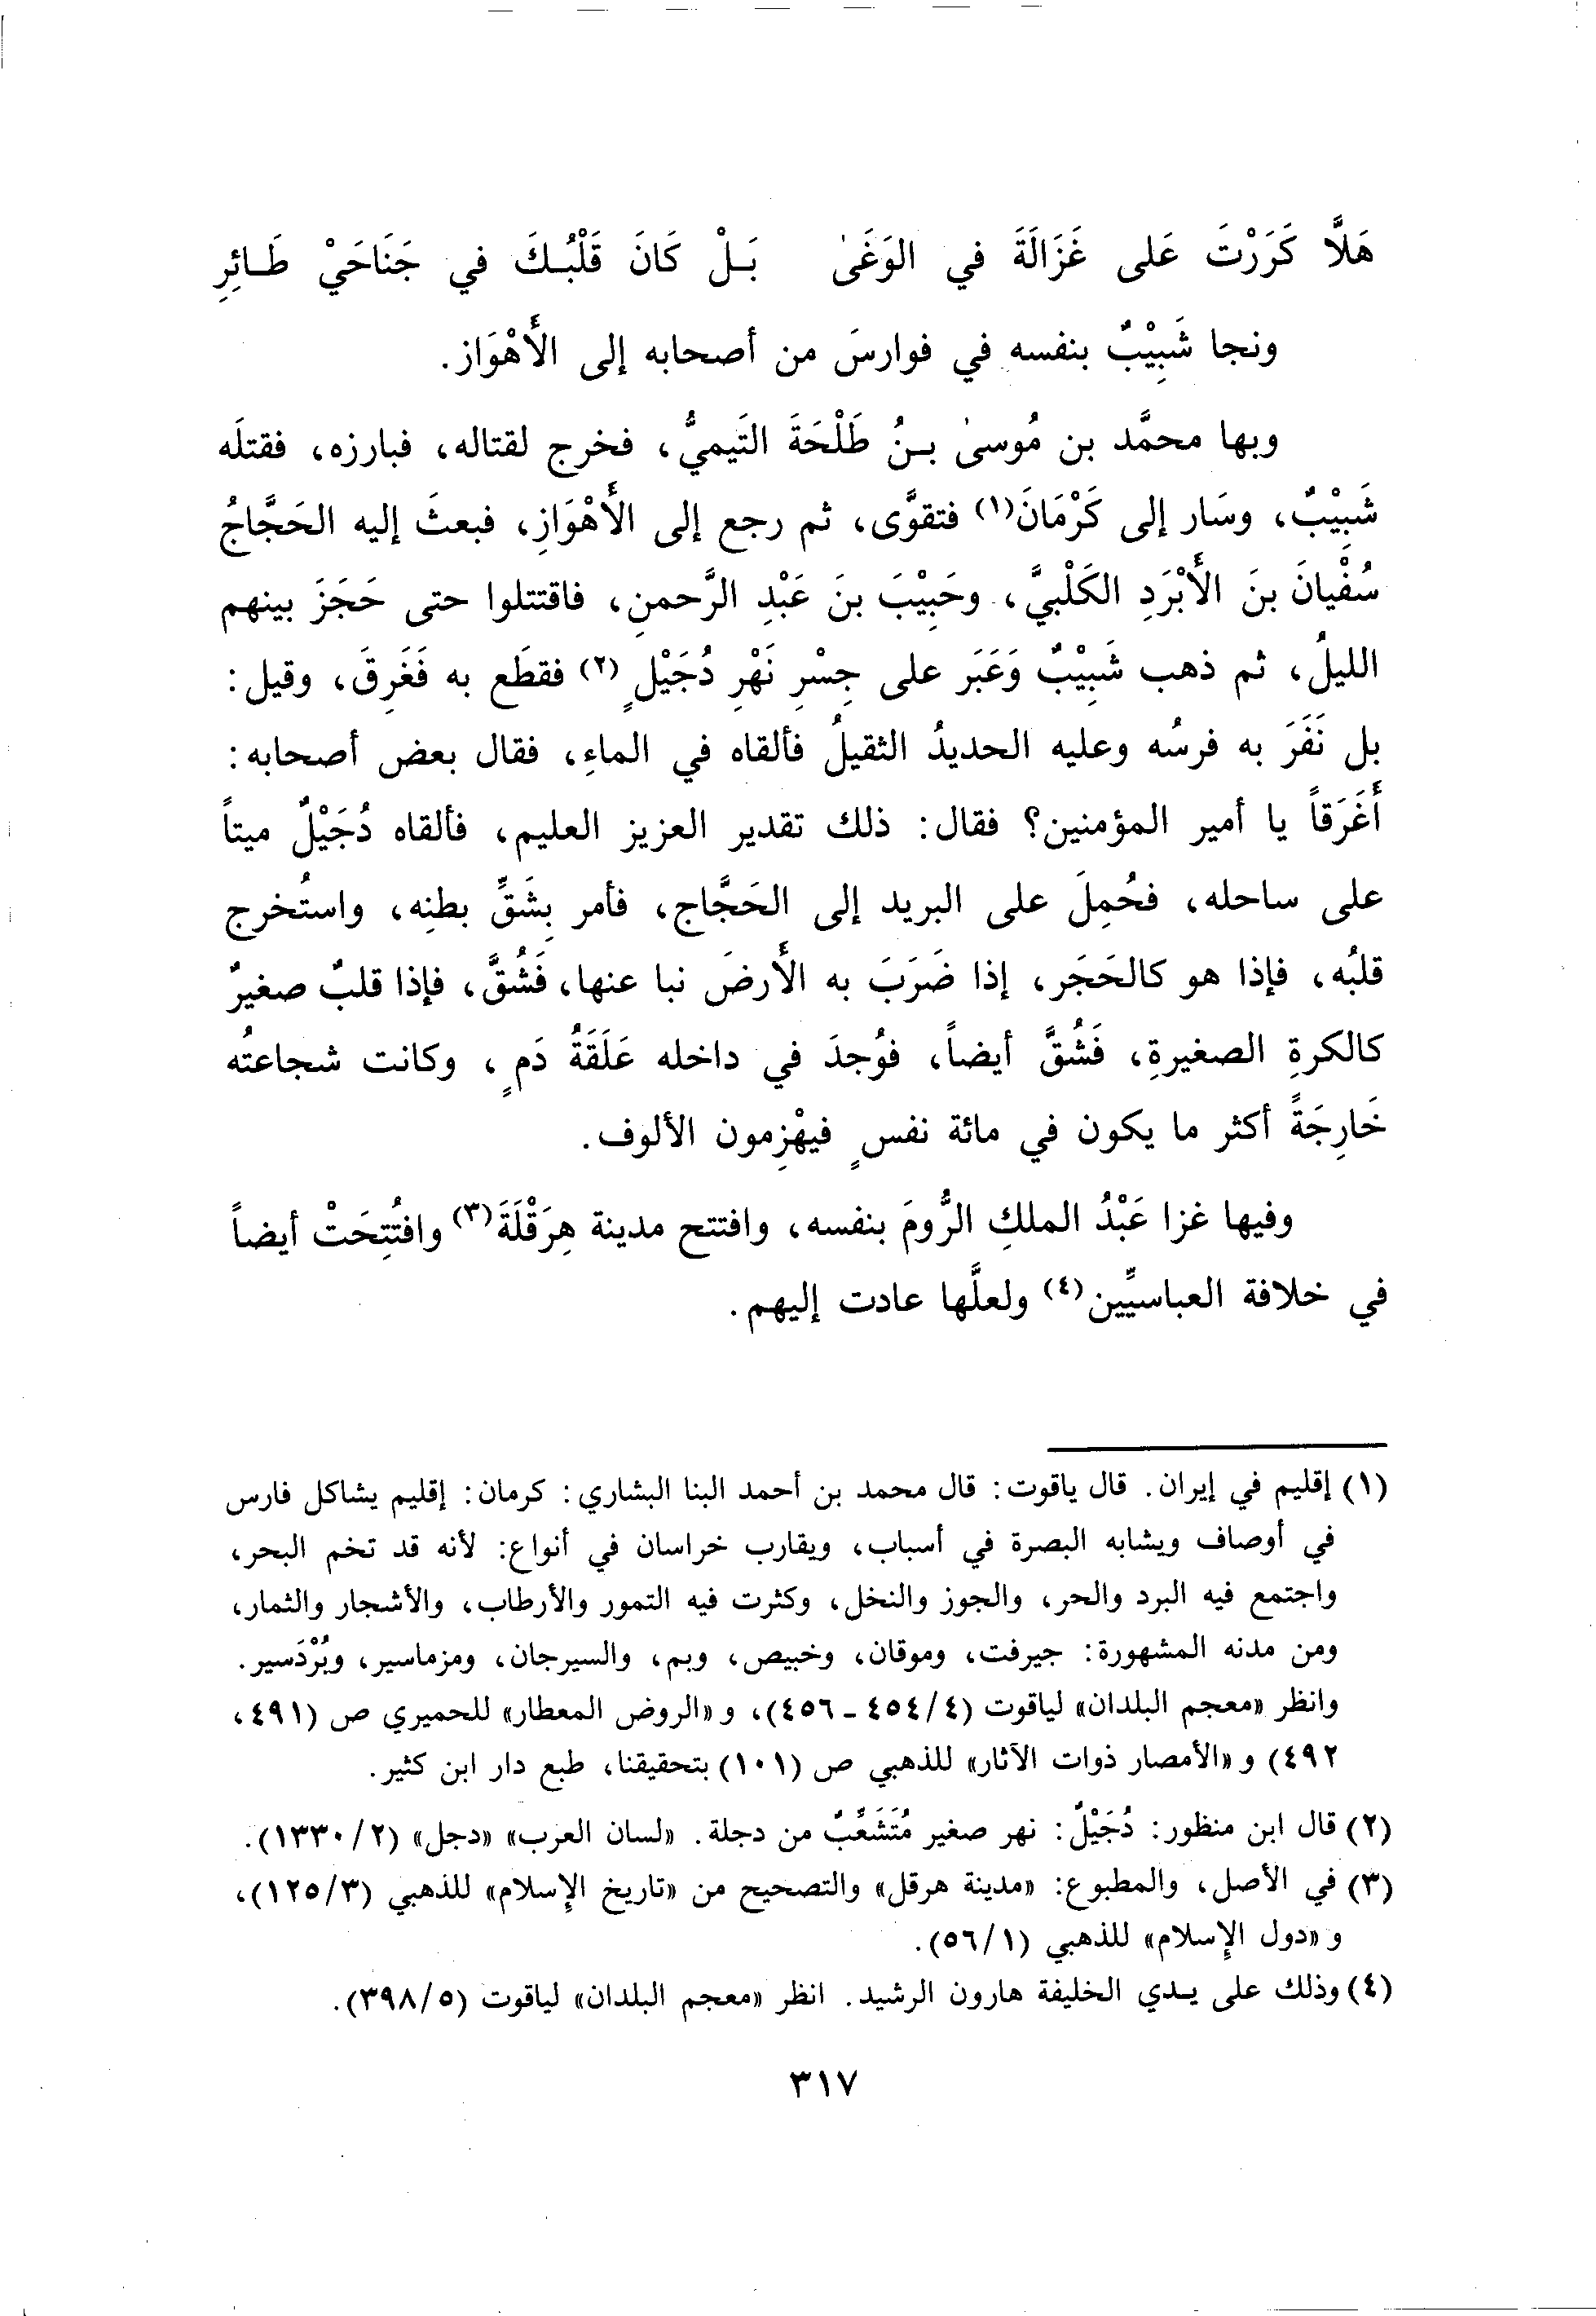 هَلَّا كَرَرْتَ عَلى غَزَالَةَ في الوَغَىٰ بَـلْ كَانَ قَلْبُـكَ في جَنَاحَيْ طَـائِرِ
ونجا شَبِيْبٌ بنفسه في فوارسَ من أصحابه إلى الأَهْوَاز.
وبها محمَّد بن مُوسىٰ بـنُ طَلْحَةَ التَيميُّ، فخرج لقتاله، فبارزه، فقتلَه
شَبِيْبٌ، وسَار إلى كَرْمَانَ(١) فتقوَّى، ثم رجع إلى الأَهْوَازِ، فبعثَ إليه الحَجَّاجُ
سُفْيانَ بنَ الأَبْرَدِ الكَلْبيَّ، وحَبِيْبَ بنَ عَبْدِ الرَّحمنِ، فاقتتلوا حتى حَجَزَ بينهم
الليلُ، ثم ذهب شَبِيْبٌ وَعَبَر على جِسْرِ نَهْرِ دُجَيْلٍ(٢) فقطَع به فَغَرِقَ، وقيل:
بل نَفَرَ به فرسُه وعليه الحديدُ الثقيلُ فألقاه في الماءِ، فقال بعض أصحابه:
أَغَرَقاً يا أمير المؤمنين؟ فقال: ذلك تقدير العزيز العليم، فألقاه دُجَيْلٌ ميتاً
على ساحله، فحُمِلَ على البريد إلى الحَجَّاج، فأمر بِشَقِّ بطنِه، واستُخرج
قلبُه، فإذا هو كالحَجَر، إذا ضَرَبَ به الأَرضَ نبا عنها، فَشُقَّ، فإذا قلبٌ صغيرٌ
كالكرةِ الصغيرةِ، فَشُقَّ أيضاً، فوُجدَ في داخله عَلَقَةُ دَمٍ، وكانت شجاعتُه
خَارِجَةً أكثر ما يكون في مائة نفسٍ فيهْزِمون الألوف.
وفيها غزا عَبْدُ الملكِ الرُّومَ بنفسه، وافتتح مدينة هِرَقْلَةَ(٣) وافتُتِحَتْ أيضاً
في خلافة العباسيِّين(٤) ولعلَّها عادت إليهم.
(١) إقليم في إيران. قال ياقوت: قال محمد بن أحمد البنا البشاري: كرمان: إقليم يشاكل فارس
في أوصاف ويشابه البصرة في أسباب، ويقارب خراسان في أنواع: لأنه قد تخم البحر،
واجتمع فيه البرد والحر، والجوز والنخل، وكثرت فيه التمور والأرطاب، والأشجار والثمار،
ومن مدنه المشهورة: جيرفت، وموقان، وخبيص، وبم، والسيرجان، ومزماسير، وبُرْدَسير.
وانظر «معجم البلدان» لياقوت (٤/٤٥٤ ـ ٤٥٦)، و«الروض المعطار» للحميري ص (٤٩١،
٤٩٢) و«الأمصار ذوات الآثار» للذهبي ص (١٠١) بتحقيقنا، طبع دار ابن كثير.
(٢) قال ابن منظور: دُجَيْلٌ: نهر صغير مُتَشَعِّبٌ من دجلة. «لسان العرب» «دجل» (٢/١٣٣٠).
(٣) في الأصل، والمطبوع: «مدينة هرقل» والتصحيح من «تاريخ الإسلام» للذهبي (٣/١٢٥)،
و«دول الإسلام» للذهبي (١/٥٦).
(٤) وذلك على يـدي الخليفة هارون الرشيد. انظر «معجم البلدان» لياقوت (٥/٣٩٨).
٣١٧